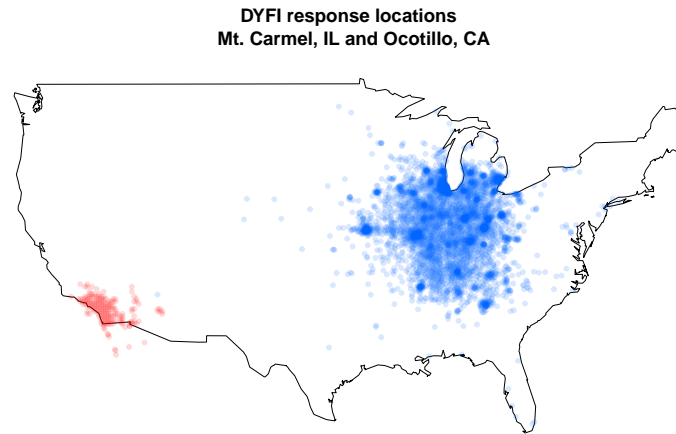 DYFI response locations
Mt. Carmel, IL and Ocotillo, CA